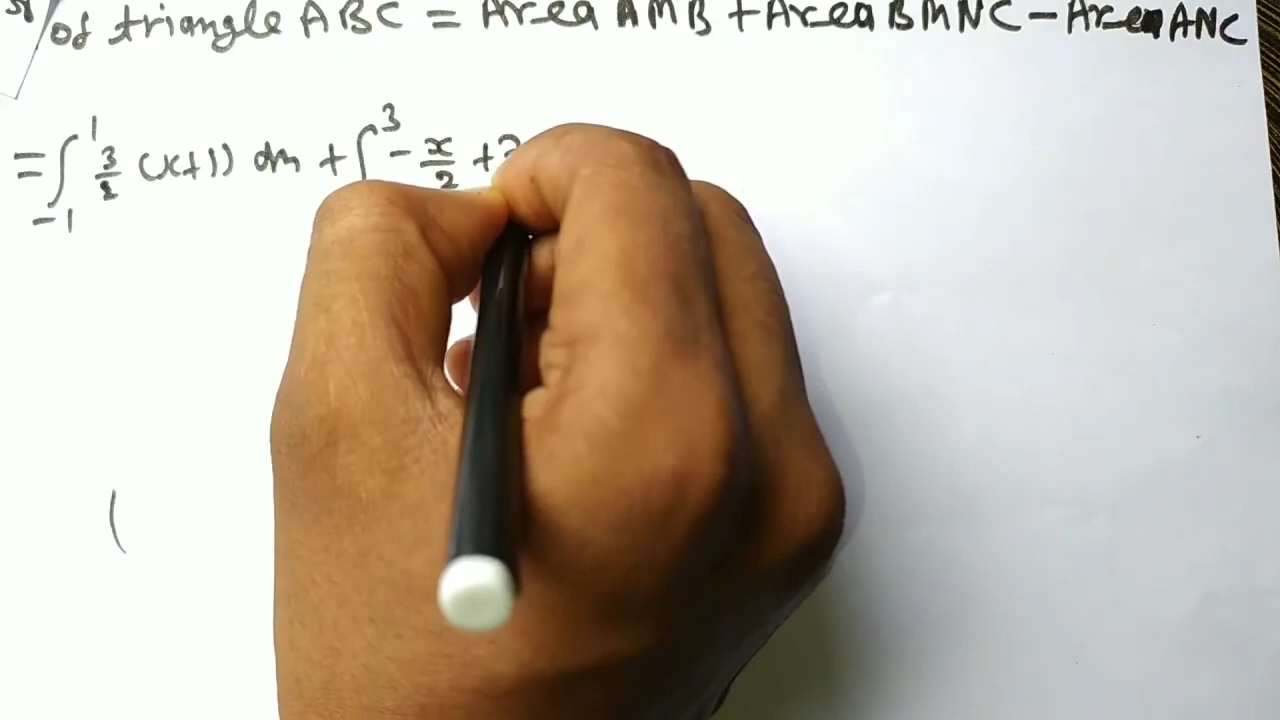 of triangle ABC = Area AMB + Area BMNC - Area ANC
= ∫_{-1}^{1} 3/2 (x+1) dx + ∫^{3} - x/2 +
(